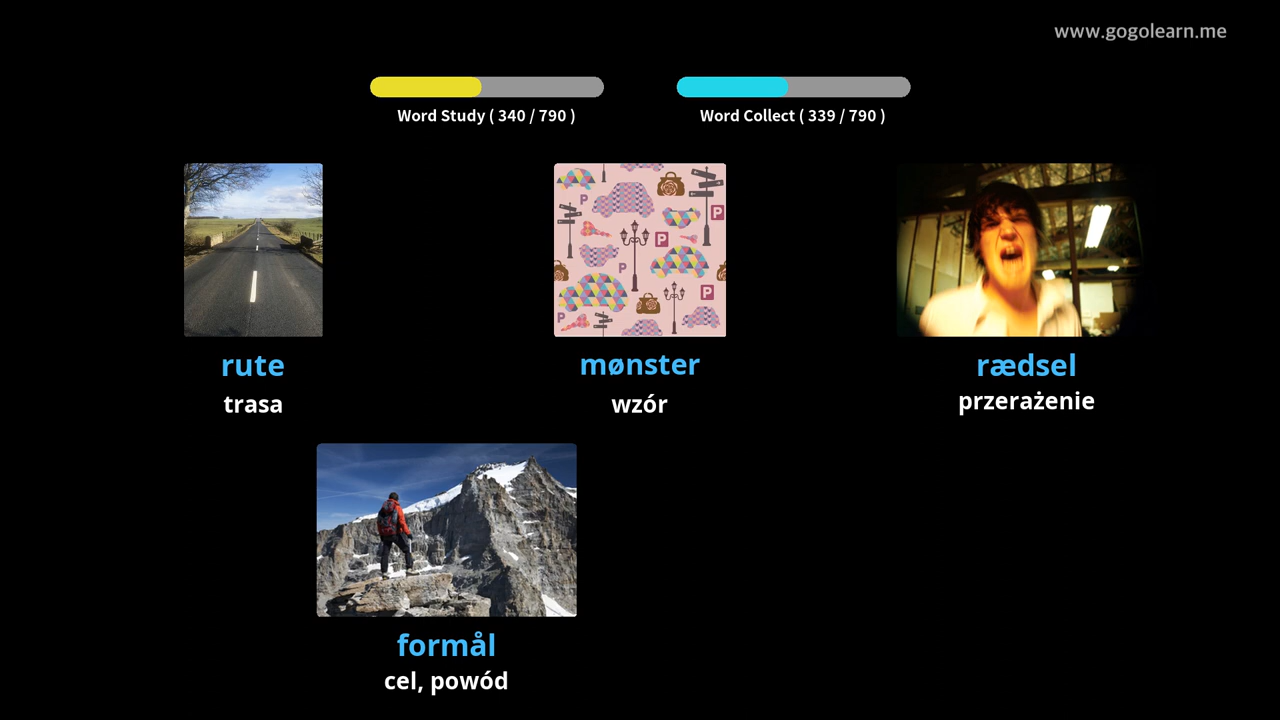 www.gogolearn.me
Word Study ( 340 / 790 )
Word Collect ( 339 / 790 )
rute
trasa
mønster
wzór
rædsel
przerażenie
formål
cel, powód